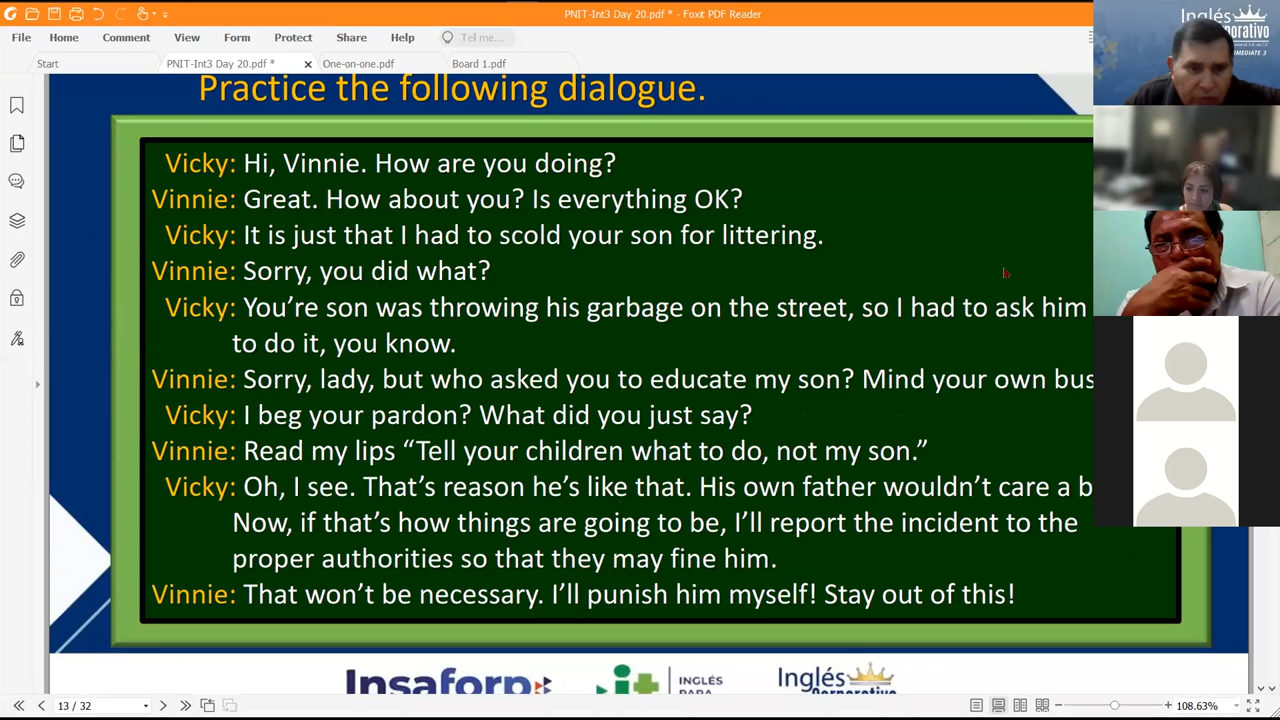 PNIT-Int3 Day 20.pdf * - Foxit PDF Reader
File Home Comment View Form Protect Share Help Tell me...
Start PNIT-Int3 Day 20.pdf * One-on-one.pdf Board 1.pdf
Inglés
Corporativo
Practice the following dialogue.
Vicky: Hi, Vinnie. How are you doing?
Vinnie: Great. How about you? Is everything OK?
Vicky: It is just that I had to scold your son for littering.
Vinnie: Sorry, you did what?
Vicky: You’re son was throwing his garbage on the street, so I had to ask him
to do it, you know.
Vinnie: Sorry, lady, but who asked you to educate my son? Mind your own bus
Vicky: I beg your pardon? What did you just say?
Vinnie: Read my lips “Tell your children what to do, not my son.”
Vicky: Oh, I see. That’s reason he’s like that. His own father wouldn’t care a b
Now, if that’s how things are going to be, I’ll report the incident to the
proper authorities so that they may fine him.
Vinnie: That won’t be necessary. I’ll punish him myself! Stay out of this!
Insaforp
INGLÉS
PARA
Inglés
Corporativo
13 / 32
108.63%